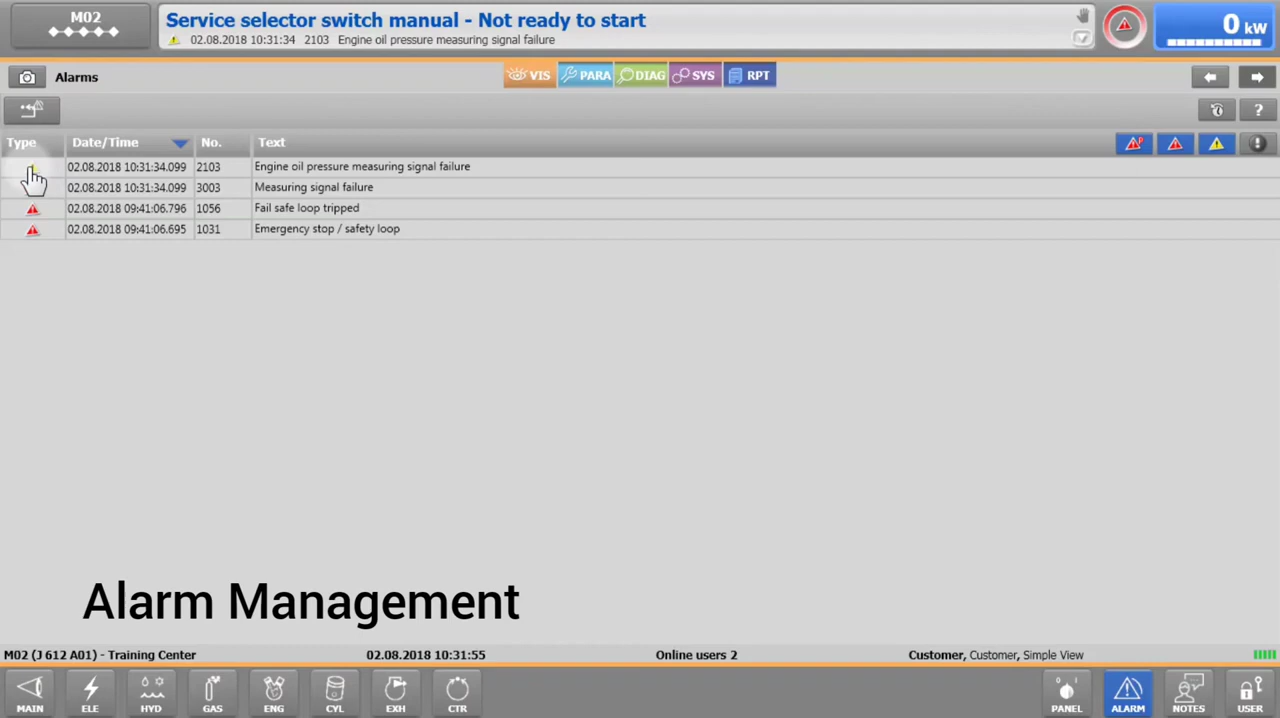 M02
Service selector switch manual - Not ready to start
02.08.2018 10:31:34 2103 Engine oil pressure measuring signal failure
0 kW
Alarms
VIS PARA DIAG SYS RPT
?
Type Date/Time No. Text
02.08.2018 10:31:34.099 2103 Engine oil pressure measuring signal failure
02.08.2018 10:31:34.099 3003 Measuring signal failure
02.08.2018 09:41:06.796 1056 Fail safe loop tripped
02.08.2018 09:41:06.695 1031 Emergency stop / safety loop
Alarm Management
M02 (J 612 A01) - Training Center 02.08.2018 10:31:55 Online users 2 Customer, Customer, Simple View
MAIN ELE HYD GAS ENG CYL EXH CTR PANEL ALARM NOTES USER